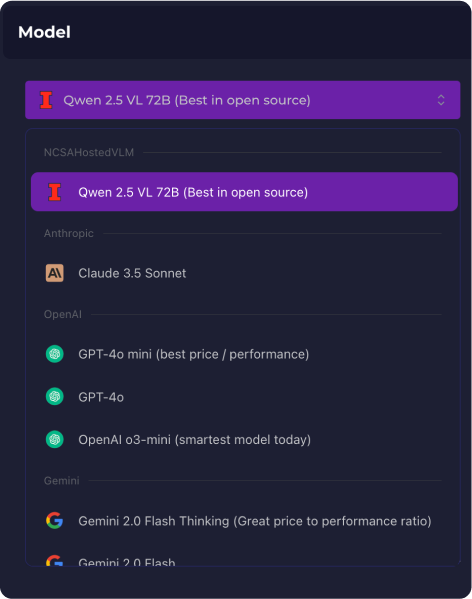 Model
Qwen 2.5 VL 72B (Best in open source)
NCSAHostedVLM
Qwen 2.5 VL 72B (Best in open source)
Anthropic
Claude 3.5 Sonnet
OpenAI
GPT-4o mini (best price / performance)
GPT-4o
OpenAI o3-mini (smartest model today)
Gemini
Gemini 2.0 Flash Thinking (Great price to performance ratio)
Gemini 2.0 Flash